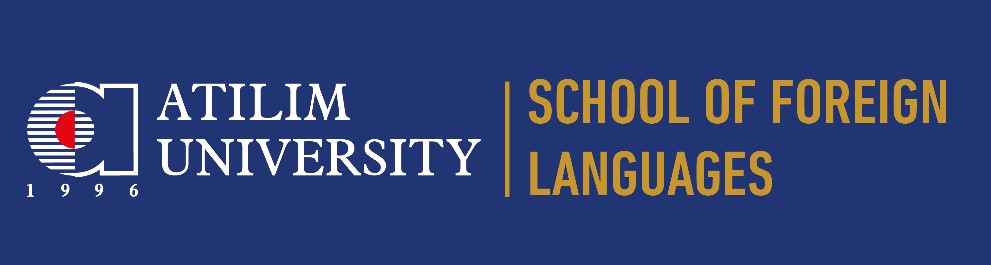 ATILIM
UNIVERSITY
1 9 9 6
SCHOOL OF FOREIGN
LANGUAGES